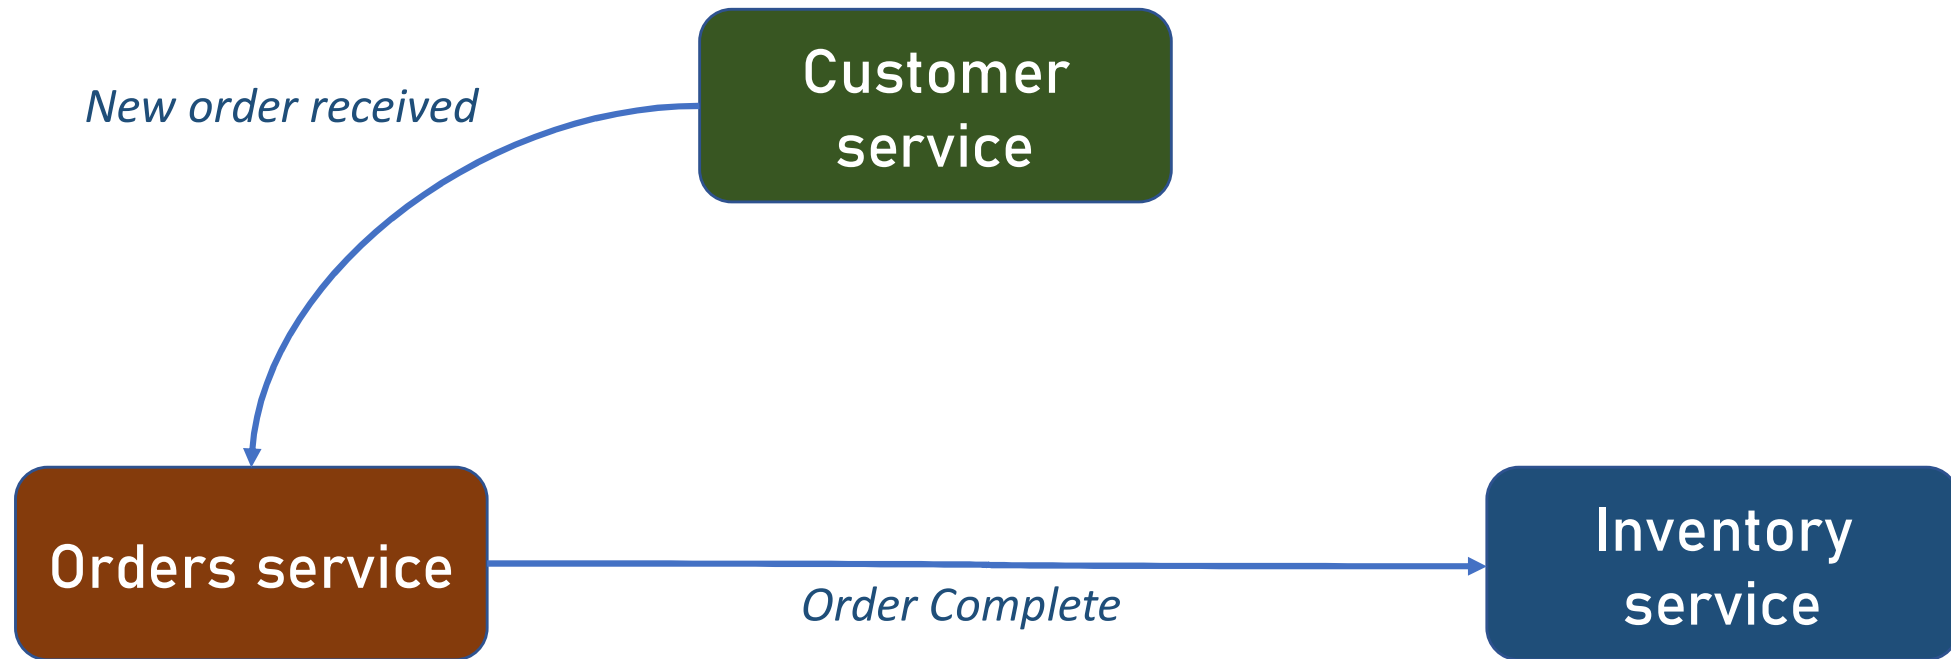 Customer
service
New order received
Orders service
Order Complete
Inventory
service